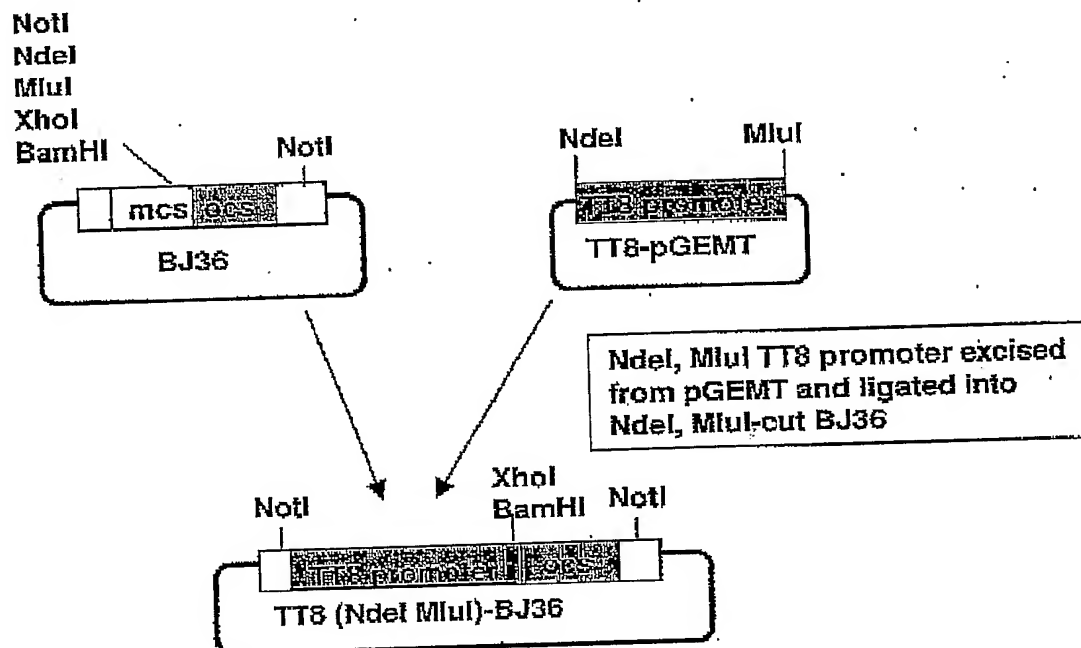 NotI
NdeI
MluI
XhoI
BamHI
NotI
mcs ocs
BJ36
NdeI MluI
TT8 promoter
TT8-pGEMT
NdeI, MluI TT8 promoter excised
from pGEMT and ligated into
NdeI, MluI-cut BJ36
XhoI
BamHI
NotI
NotI
TT8 promoter ocs
TT8 (NdeI MluI)-BJ36